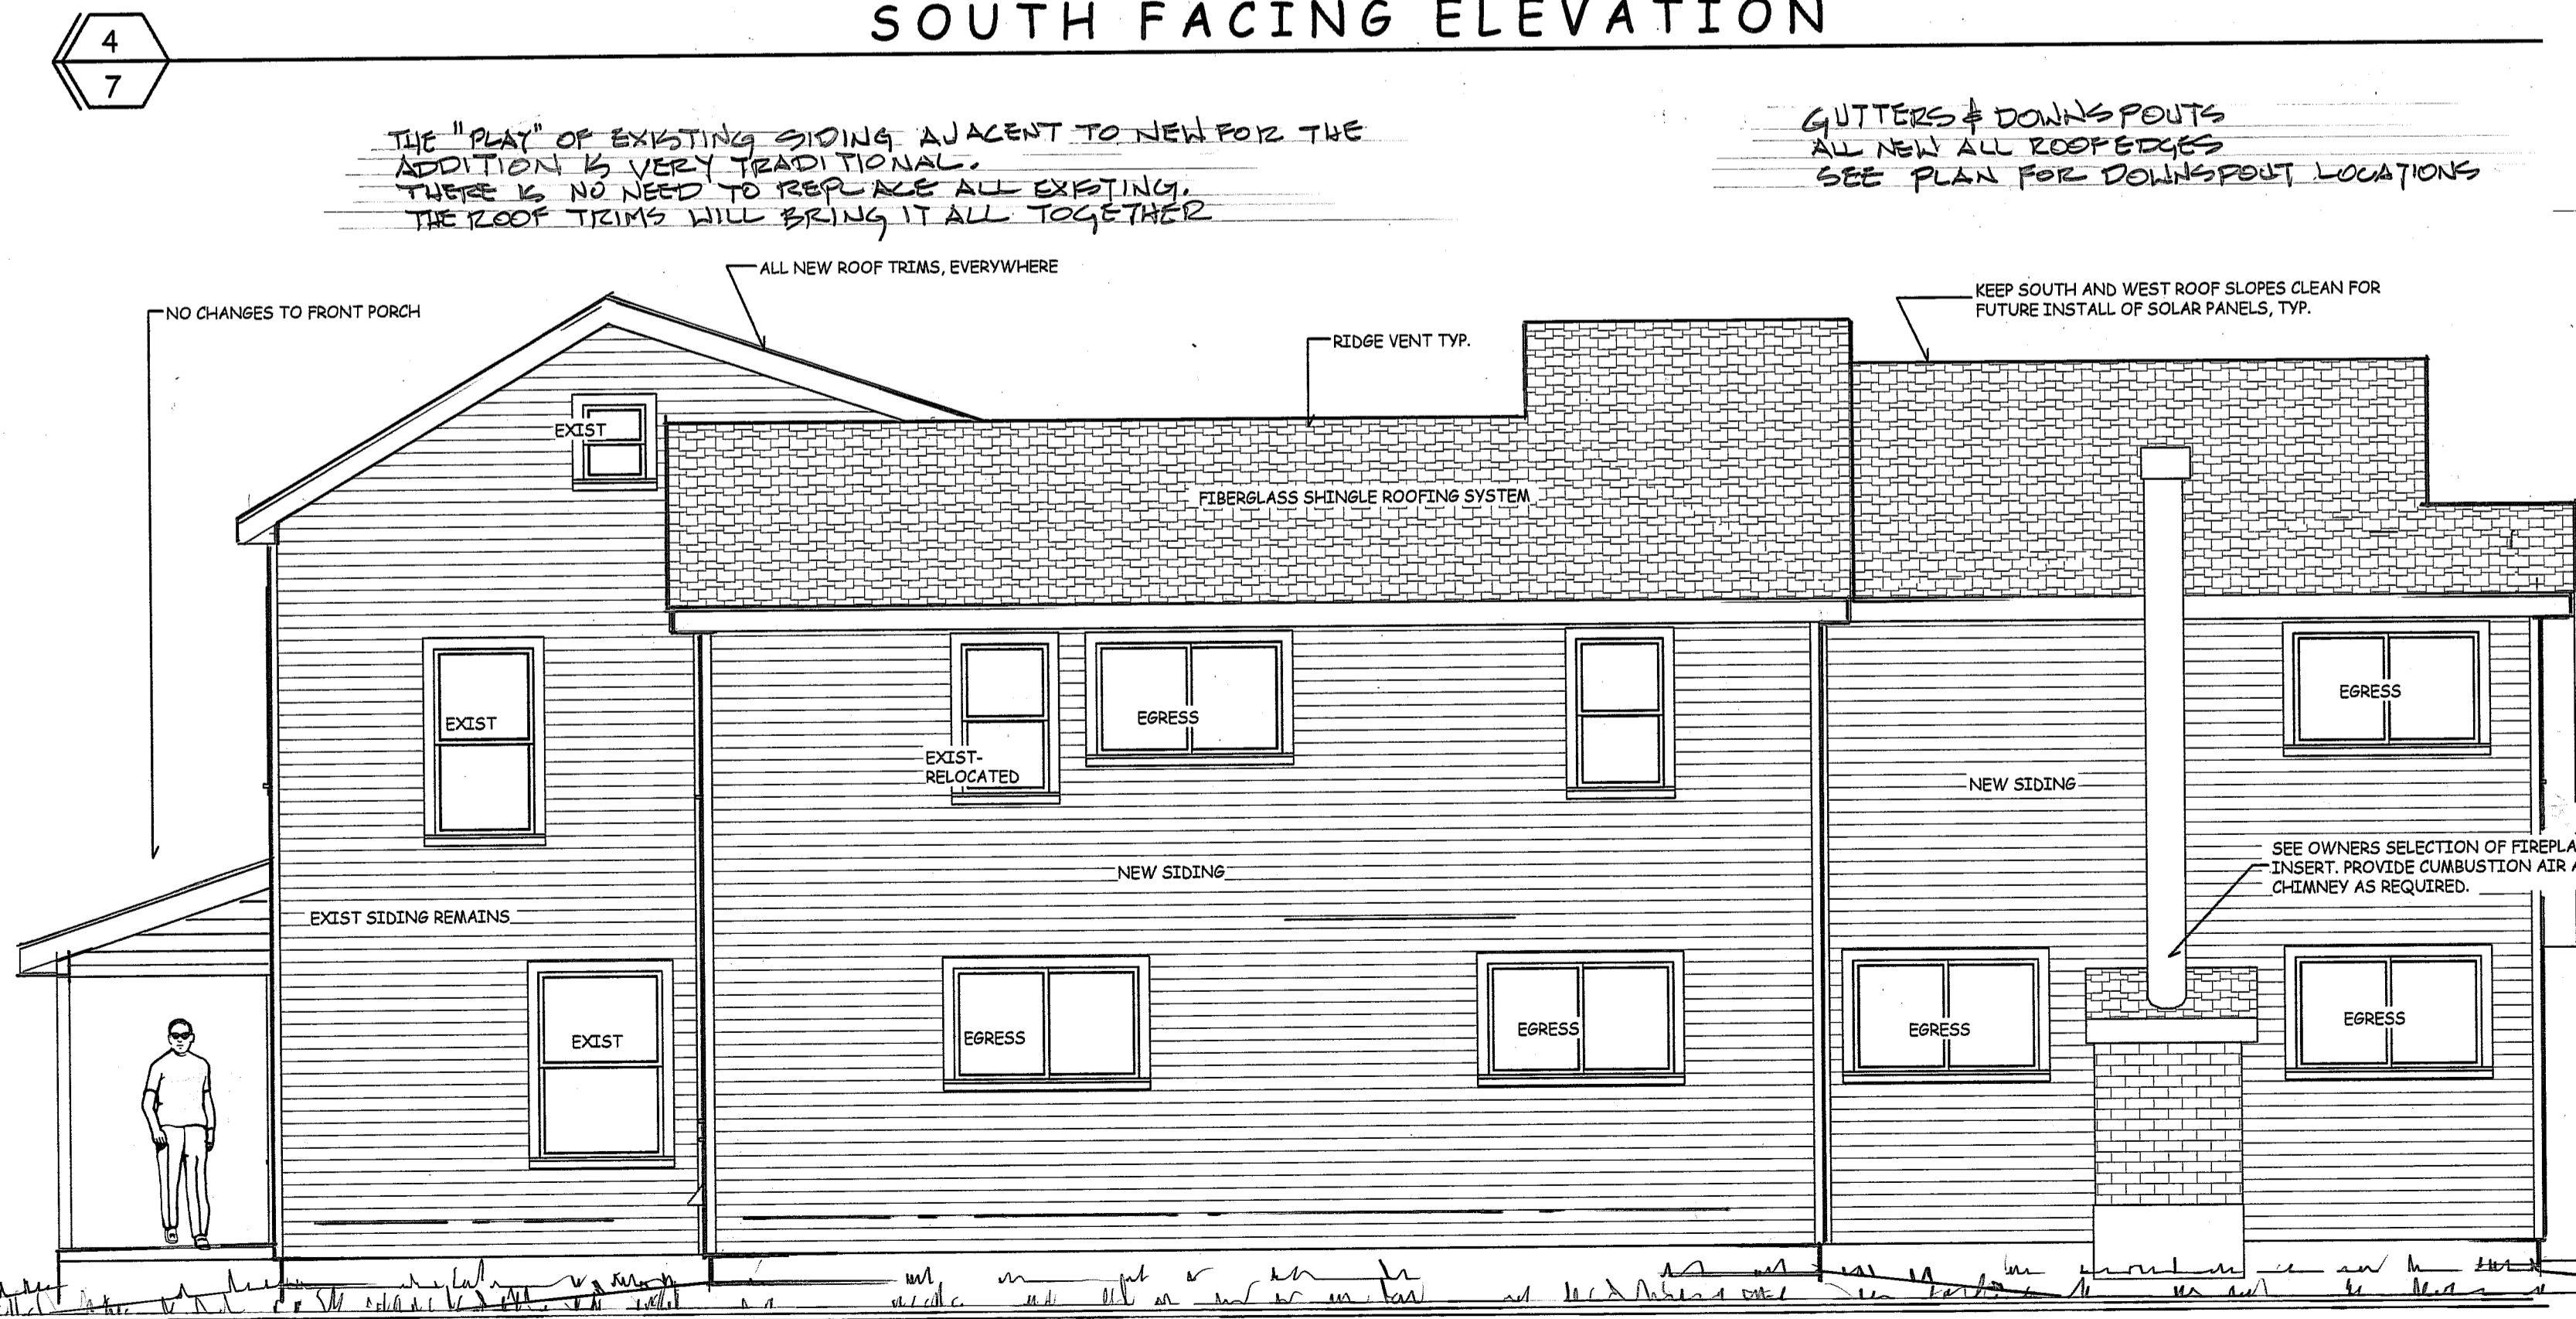 SOUTH FACING ELEVATION
4
7
THE "PLAY" OF EXISTING SIDING AJACENT TO NEW FOR THE
ADDITION IS VERY TRADITIONAL.
THERE IS NO NEED TO REPLACE ALL EXISTING.
THE ROOF TRIMS WILL BRING IT ALL TOGETHER
GUTTERS & DOWNSPOUTS
ALL NEW ALL ROOF EDGES
SEE PLAN FOR DOWNSPOUT LOCATIONS
ALL NEW ROOF TRIMS, EVERYWHERE
NO CHANGES TO FRONT PORCH
KEEP SOUTH AND WEST ROOF SLOPES CLEAN FOR
FUTURE INSTALL OF SOLAR PANELS, TYP.
RIDGE VENT TYP.
EXIST
FIBERGLASS SHINGLE ROOFING SYSTEM
EXIST
EXIST-
RELOCATED
EGRESS
EGRESS
NEW SIDING
NEW SIDING
SEE OWNERS SELECTION OF FIREPLA
INSERT. PROVIDE CUMBUSTION AIR A
CHIMNEY AS REQUIRED.
EXIST SIDING REMAINS
EXIST
EGRESS
EGRESS
EGRESS
EGRESS